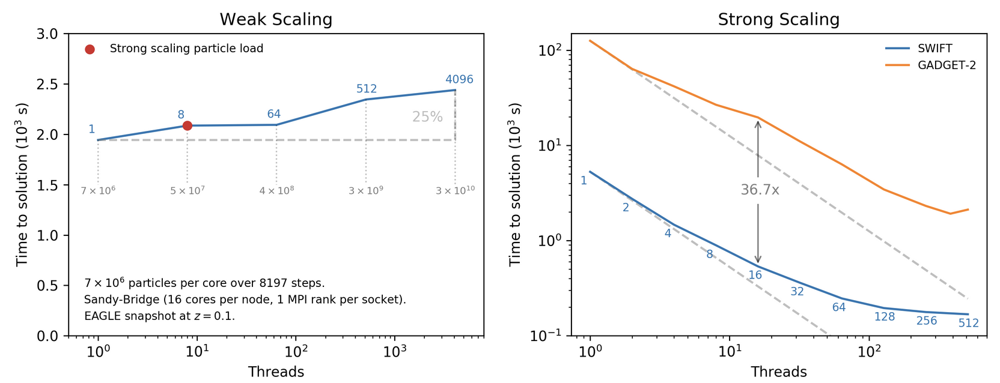 Weak Scaling
Time to solution (10³ s)
3.0
2.5
2.0
1.5
1.0
0.5
0.0
Strong scaling particle load
1
8
64
512
4096
25%
7 × 10⁶
5 × 10⁷
4 × 10⁸
3 × 10⁹
3 × 10¹⁰
7 × 10⁶ particles per core over 8197 steps.
Sandy-Bridge (16 cores per node, 1 MPI rank per socket).
EAGLE snapshot at z = 0.1.
10⁰
10¹
10²
10³
Threads
Strong Scaling
Time to solution (10³ s)
10²
10¹
10⁰
10⁻¹
SWIFT
GADGET-2
36.7x
1
2
4
8
16
32
64
128
256
512
10⁰
10¹
10²
Threads